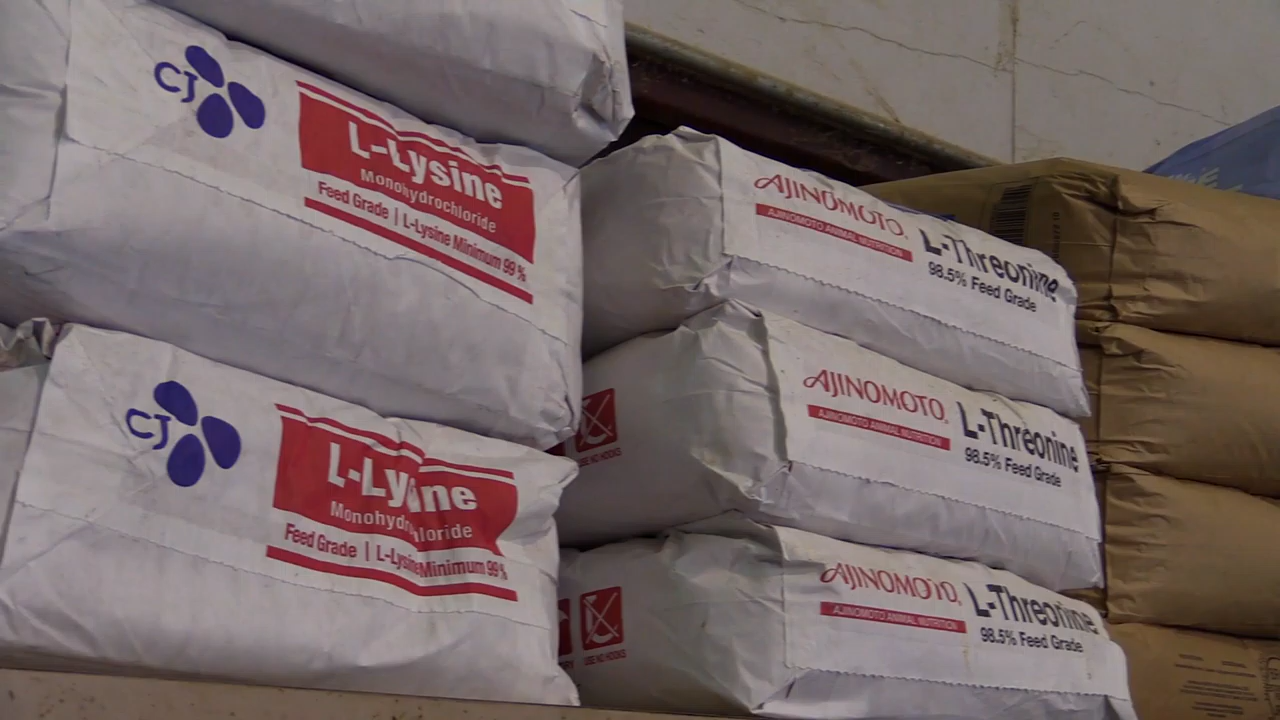 CJ
L-Lysine
Monohydrochloride
Feed Grade | L-Lysine Minimum 99 %
CJ
L-Lysine
Monohydrochloride
Feed Grade | L-Lysine Minimum 99 %
AJINOMOTO.
AJINOMOTO ANIMAL NUTRITION
L-Threonine
98.5% Feed Grade
AJINOMOTO.
AJINOMOTO ANIMAL NUTRITION
L-Threonine
98.5% Feed Grade
USE NO HOOKS
AJINOMOTO.
AJINOMOTO ANIMAL NUTRITION
L-Threonine
98.5% Feed Grade
USE NO HOOKS